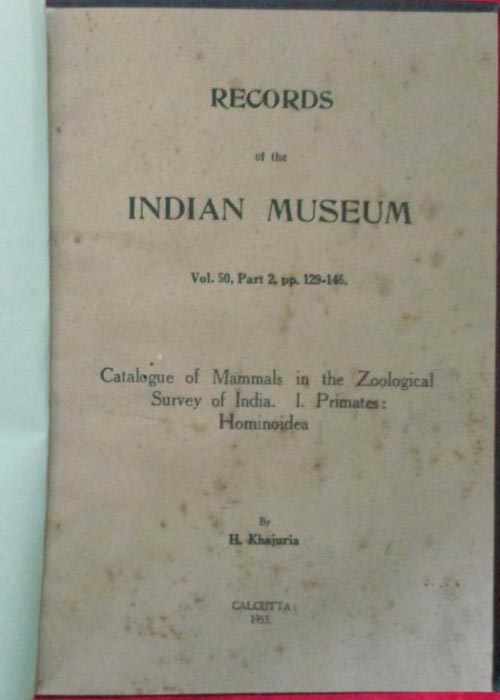 RECORDS
of the
INDIAN MUSEUM
Vol. 50, Part 2, pp. 129-146.
Catalogue of Mammals in the Zoological
Survey of India. I. Primates:
Hominoidea
By
H. Khajuria
CALCUTTA:
1953.